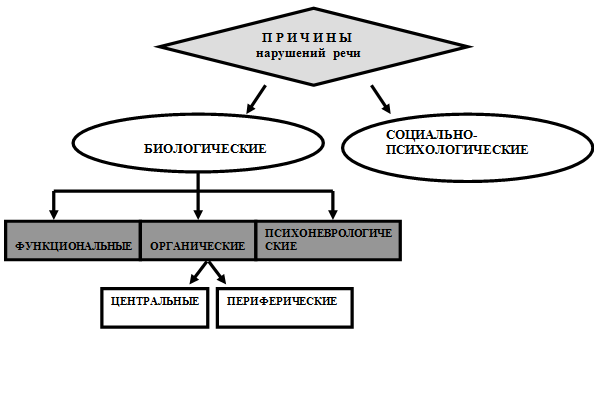 П Р И Ч И Н Ы
нарушений речи
БИОЛОГИЧЕСКИЕ
СОЦИАЛЬНО-
ПСИХОЛОГИЧЕСКИЕ
ФУНКЦИОНАЛЬНЫЕ
ОРГАНИЧЕСКИЕ
ПСИХОНЕВРОЛОГИЧЕ
СКИЕ
ЦЕНТРАЛЬНЫЕ
ПЕРИФЕРИЧЕСКИЕ